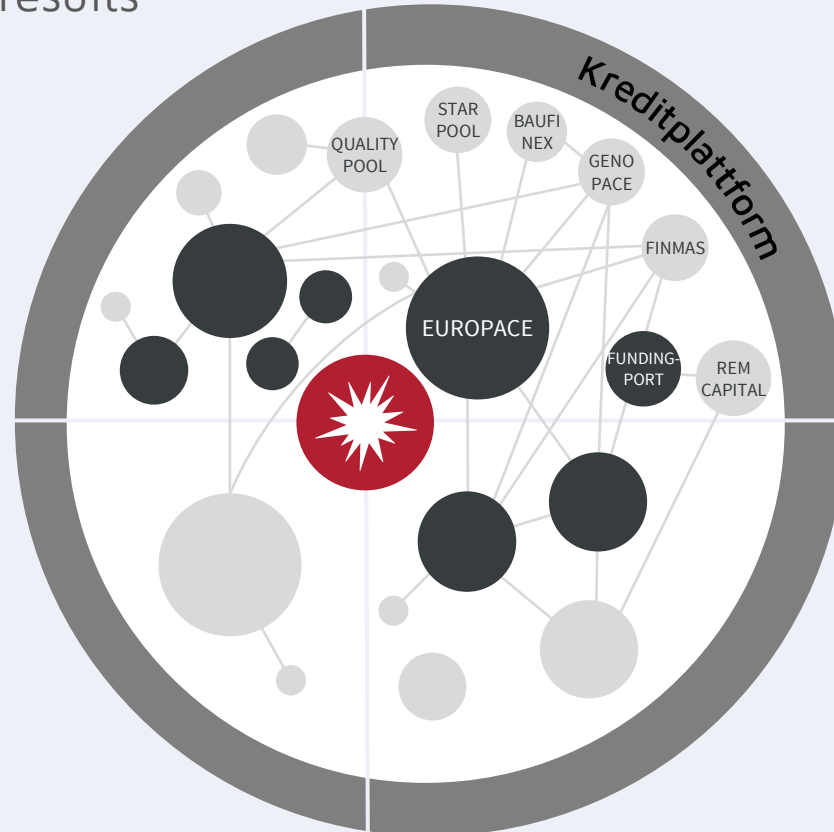 results
Kreditplattform
QUALITY
POOL
STAR
POOL
BAUFI
NEX
GENO
PACE
FINMAS
EUROPACE
FUNDING-
PORT
REM
CAPITAL